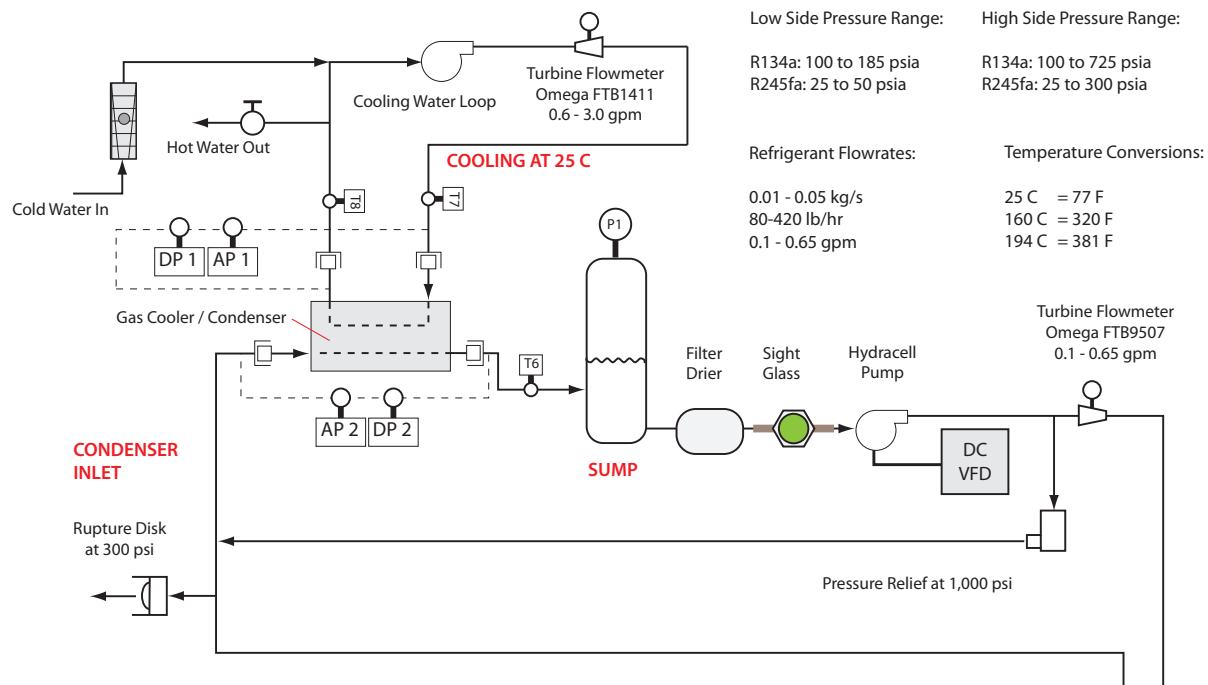 Low Side Pressure Range:
High Side Pressure Range:
R134a: 100 to 185 psia
R245fa: 25 to 50 psia
R134a: 100 to 725 psia
R245fa: 25 to 300 psia
Turbine Flowmeter
Omega FTB1411
0.6 - 3.0 gpm
Cooling Water Loop
Hot Water Out
COOLING AT 25 C
Refrigerant Flowrates:
Temperature Conversions:
0.01 - 0.05 kg/s
80-420 lb/hr
0.1 - 0.65 gpm
25 C = 77 F
160 C = 320 F
194 C = 381 F
Cold Water In
T8
T7
P1
DP 1
AP 1
Gas Cooler / Condenser
Turbine Flowmeter
Omega FTB9507
0.1 - 0.65 gpm
T6
Filter
Drier
Sight
Glass
Hydracell
Pump
AP 2
DP 2
CONDENSER
INLET
SUMP
DC
VFD
Rupture Disk
at 300 psi
Pressure Relief at 1,000 psi